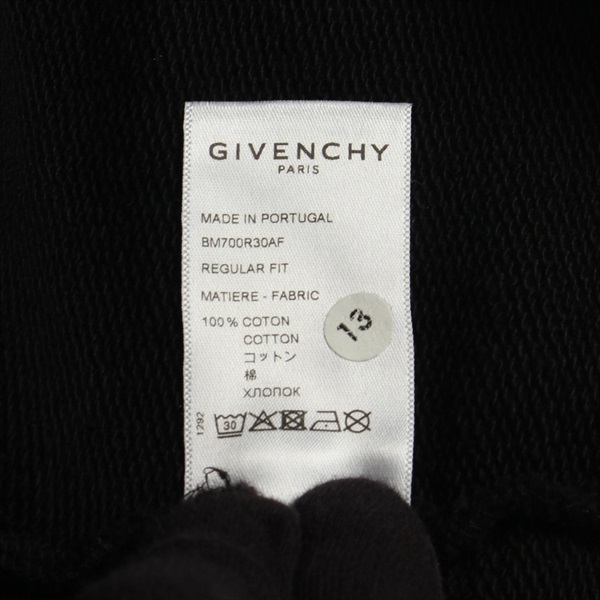 GIVENCHY
PARIS
MADE IN PORTUGAL
BM700R30AF
REGULAR FIT
MATIERE - FABRIC
100% COTON
COTTON
コットン
棉
ХЛОПОК
13
1292
30